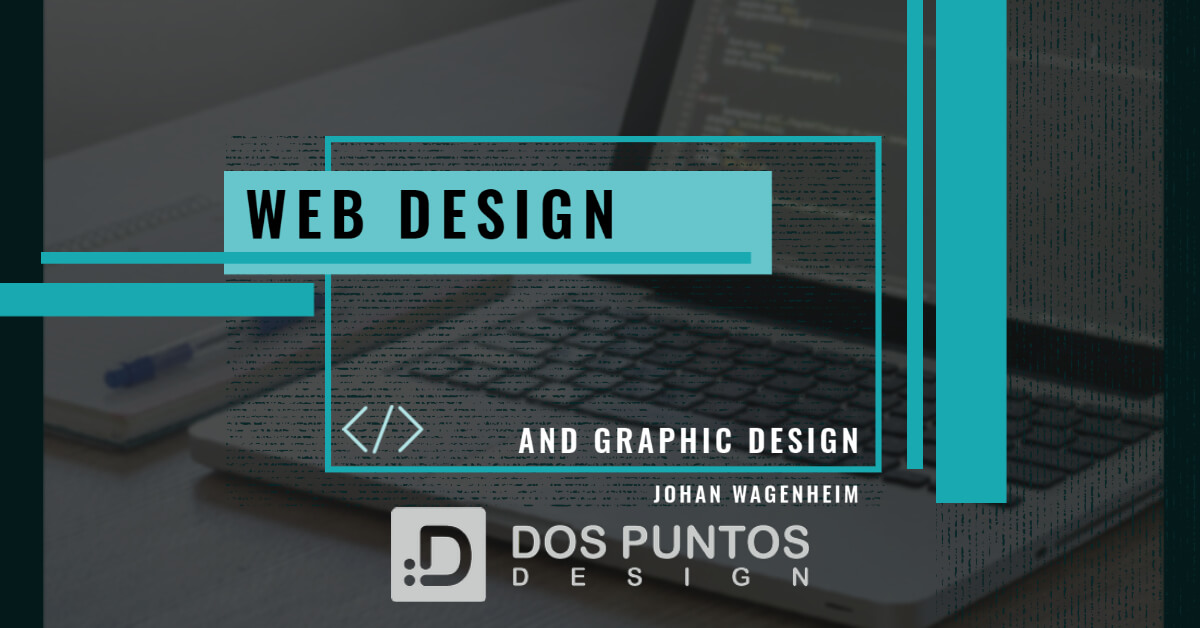 WEB DESIGN
</>
AND GRAPHIC DESIGN
JOHAN WAGENHEIM
:D
DOS PUNTOS
DESIGN